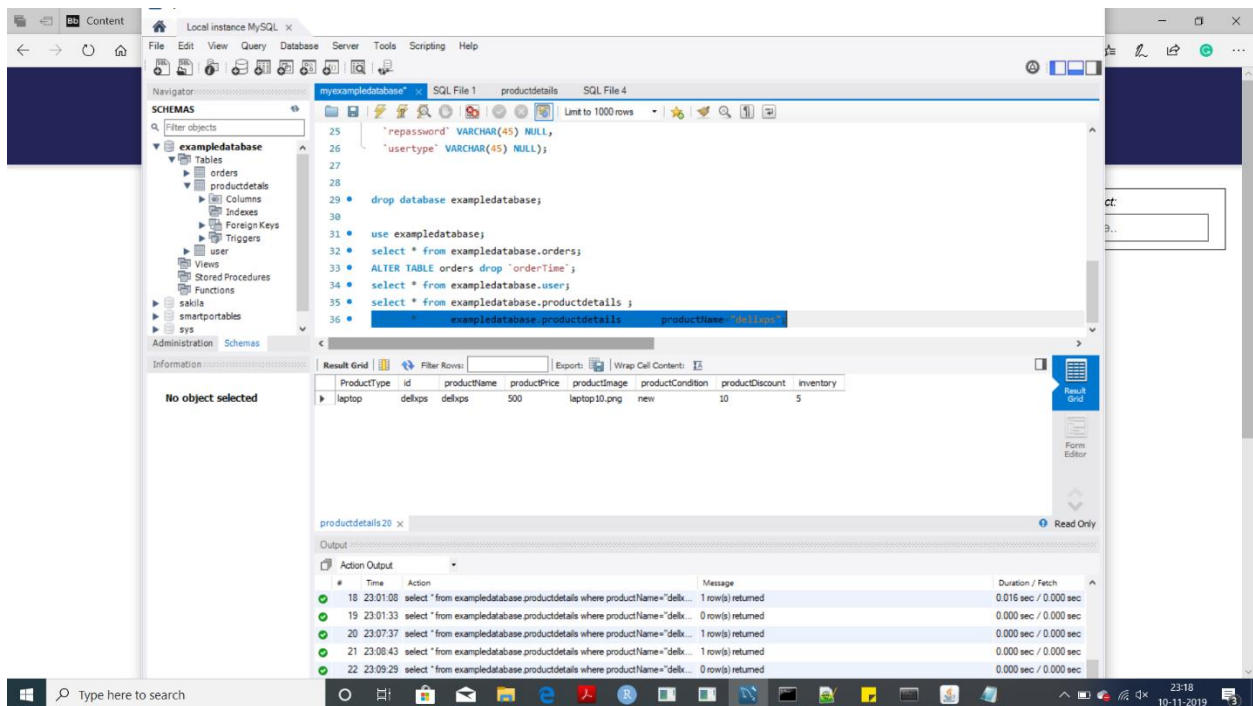 Bb Content
Local instance MySQL ×
File Edit View Query Database Server Tools Scripting Help
Navigator
myexampledatabase* × SQL File 1 productdetails SQL File 4
SCHEMAS
Limit to 1000 rows
Filter objects
exampledatabase
Tables
orders
productdetails
Columns
Indexes
Foreign Keys
Triggers
user
Views
Stored Procedures
Functions
sakila
smartportables
sys
Administration Schemas
25 `repassword` VARCHAR(45) NULL,
26 `usertype` VARCHAR(45) NULL);
27
28
29 drop database exampledatabase;
30
31 use exampledatabase;
32 select * from exampledatabase.orders;
33 ALTER TABLE orders drop `orderTime`;
34 select * from exampledatabase.user;
35 select * from exampledatabase.productdetails ;
36 * exampledatabase.productdetails productName="dellxps";
ct:
e..
Information
No object selected
Result Grid Filter Rows: Export: Wrap Cell Content:
ProductType id productName productPrice productImage productCondition productDiscount inventory
laptop dellxps dellxps 500 laptop10.png new 10 5
Result
Grid
Form
Editor
productdetails 20 × Read Only
Output
Action Output
# Time Action Message Duration / Fetch
18 23:01:08 select * from exampledatabase.productdetails where productName="dellx... 1 row(s) returned 0.016 sec / 0.000 sec
19 23:01:33 select * from exampledatabase.productdetails where productName="dellx... 0 row(s) returned 0.000 sec / 0.000 sec
20 23:07:37 select * from exampledatabase.productdetails where productName="dellx... 1 row(s) returned 0.000 sec / 0.000 sec
21 23:08:43 select * from exampledatabase.productdetails where productName="dellx... 1 row(s) returned 0.000 sec / 0.000 sec
22 23:09:29 select * from exampledatabase.productdetails where productName="dellx... 0 row(s) returned 0.000 sec / 0.000 sec
Type here to search
23:18
10-11-2019
3